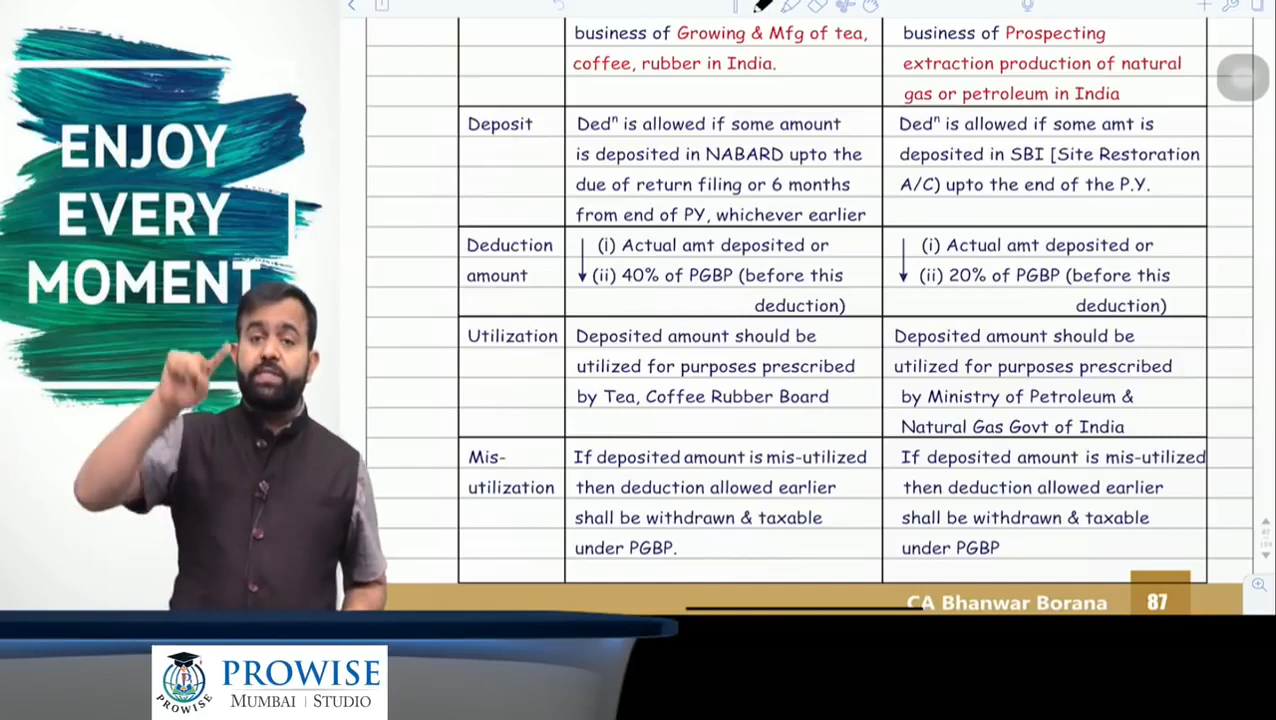 ENJOY
EVERY
MOMENT
business of Growing & Mfg of tea,
coffee, rubber in India.
business of Prospecting
extraction production of natural
gas or petroleum in India
Deposit
Dedⁿ is allowed if some amount
is deposited in NABARD upto the
due of return filing or 6 months
from end of PY, whichever earlier
Dedⁿ is allowed if some amt is
deposited in SBI [Site Restoration
A/C) upto the end of the P.Y.
Deduction
amount
(i) Actual amt deposited or
(ii) 40% of PGBP (before this
deduction)
(i) Actual amt deposited or
(ii) 20% of PGBP (before this
deduction)
Utilization
Deposited amount should be
utilized for purposes prescribed
by Tea, Coffee Rubber Board
Deposited amount should be
utilized for purposes prescribed
by Ministry of Petroleum &
Natural Gas Govt of India
Mis-
utilization
If deposited amount is mis-utilized
then deduction allowed earlier
shall be withdrawn & taxable
under PGBP.
If deposited amount is mis-utilized
then deduction allowed earlier
shall be withdrawn & taxable
under PGBP
CA Bhanwar Borana 87
PROWISE
PROWISE
MUMBAI | STUDIO